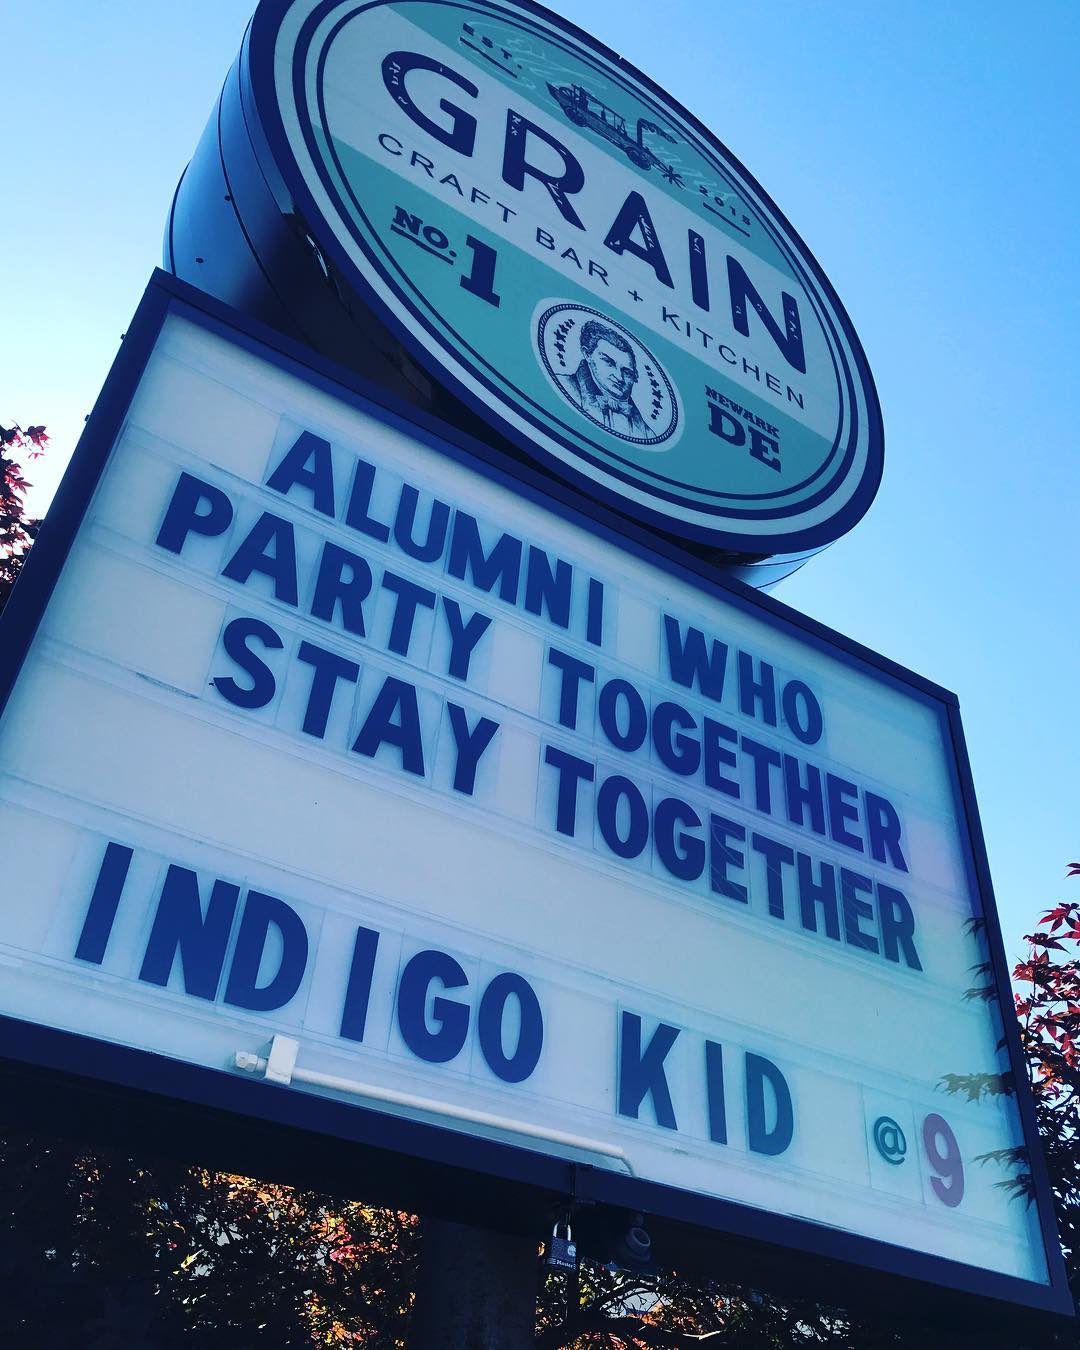 EST.
2015
GRAIN
CRAFT BAR + KITCHEN
No. 1
NEWARK
DE
ALUMNI WHO
PARTY TOGETHER
STAY TOGETHER
INDIGO KID @ 9
Master